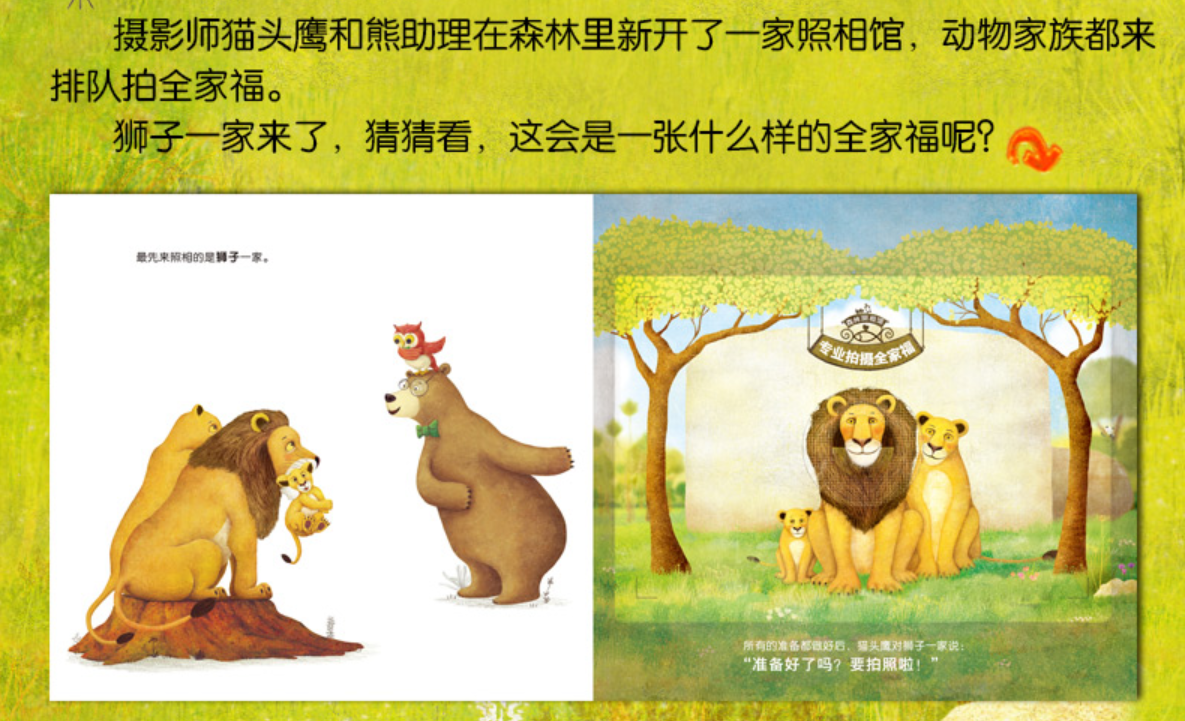 摄影师猫头鹰和熊助理在森林里新开了一家照相馆，动物家族都来
排队拍全家福。
狮子一家来了，猜猜看，这会是一张什么样的全家福呢？
最先来照相的是狮子一家。
专业拍摄全家福
所有的准备都做好后，猫头鹰对狮子一家说：
“准备好了吗？要拍照啦！”